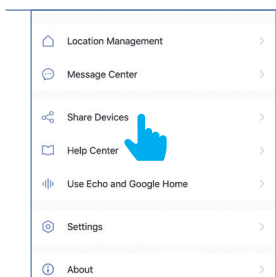 Location Management
Message Center
Share Devices
Help Center
Use Echo and Google Home
Settings
About